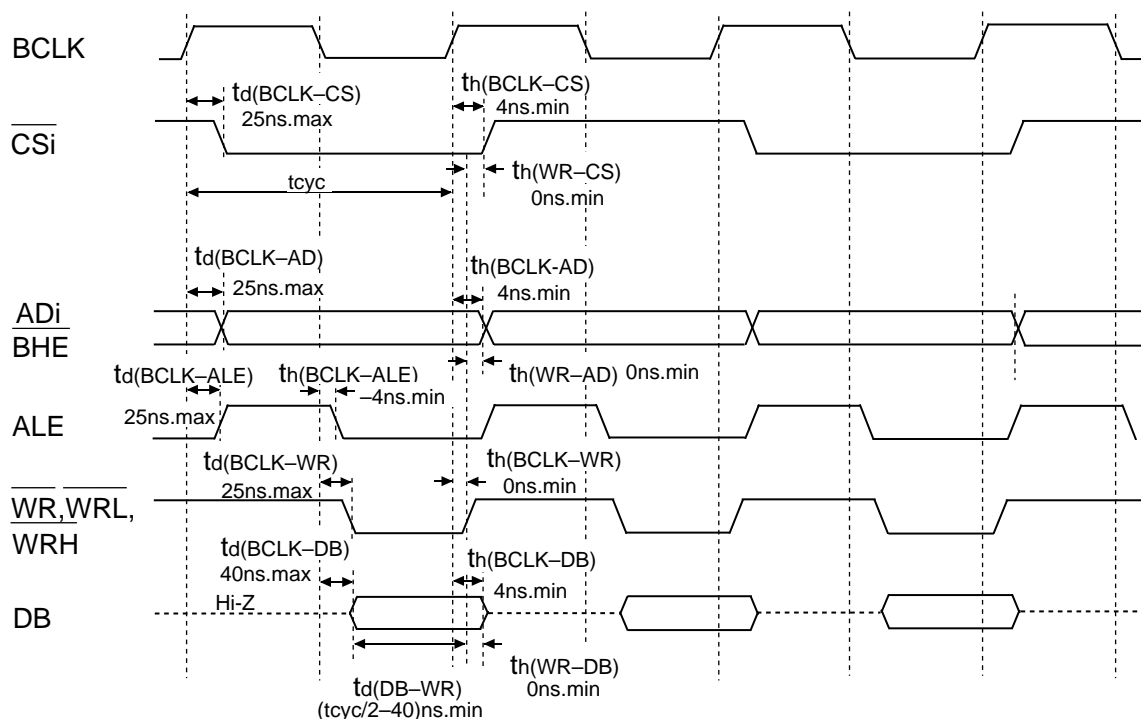 BCLK
td(BCLK–CS)
25ns.max
th(BCLK–CS)
4ns.min
CSi
tcyc
th(WR–CS)
0ns.min
td(BCLK–AD)
25ns.max
th(BCLK-AD)
4ns.min
ADi
BHE
td(BCLK–ALE)
25ns.max
th(BCLK–ALE)
–4ns.min
th(WR–AD) 0ns.min
ALE
td(BCLK–WR)
25ns.max
th(BCLK–WR)
0ns.min
WR,WRL,
WRH
td(BCLK–DB)
40ns.max
th(BCLK–DB)
4ns.min
Hi-Z
DB
td(DB–WR)
(tcyc/2–40)ns.min
th(WR–DB)
0ns.min